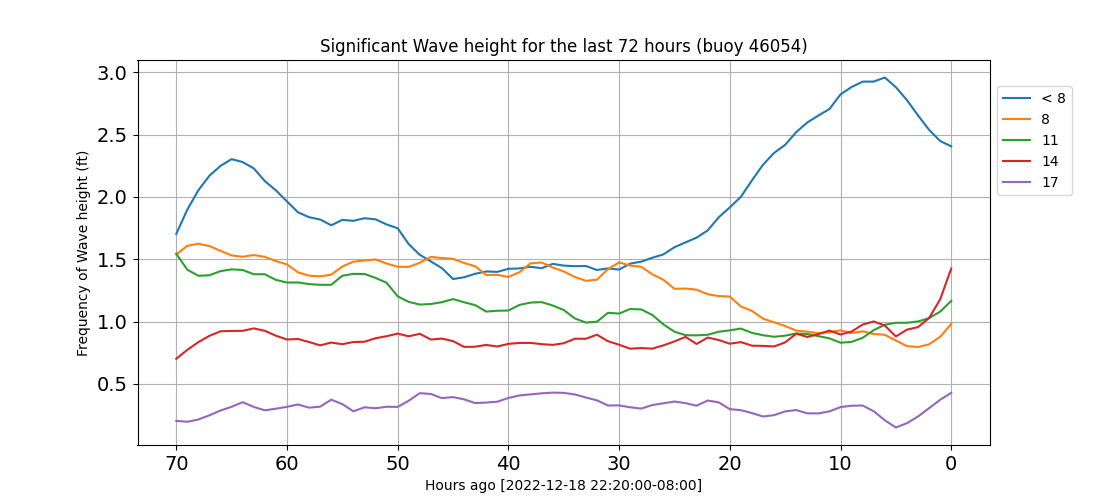 Significant Wave height for the last 72 hours (buoy 46054)
3.0
2.5
2.0
1.5
1.0
0.5
Frequency of Wave height (ft)
70 60 50 40 30 20 10 0
Hours ago [2022-12-18 22:20:00-08:00]
< 8
8
11
14
17